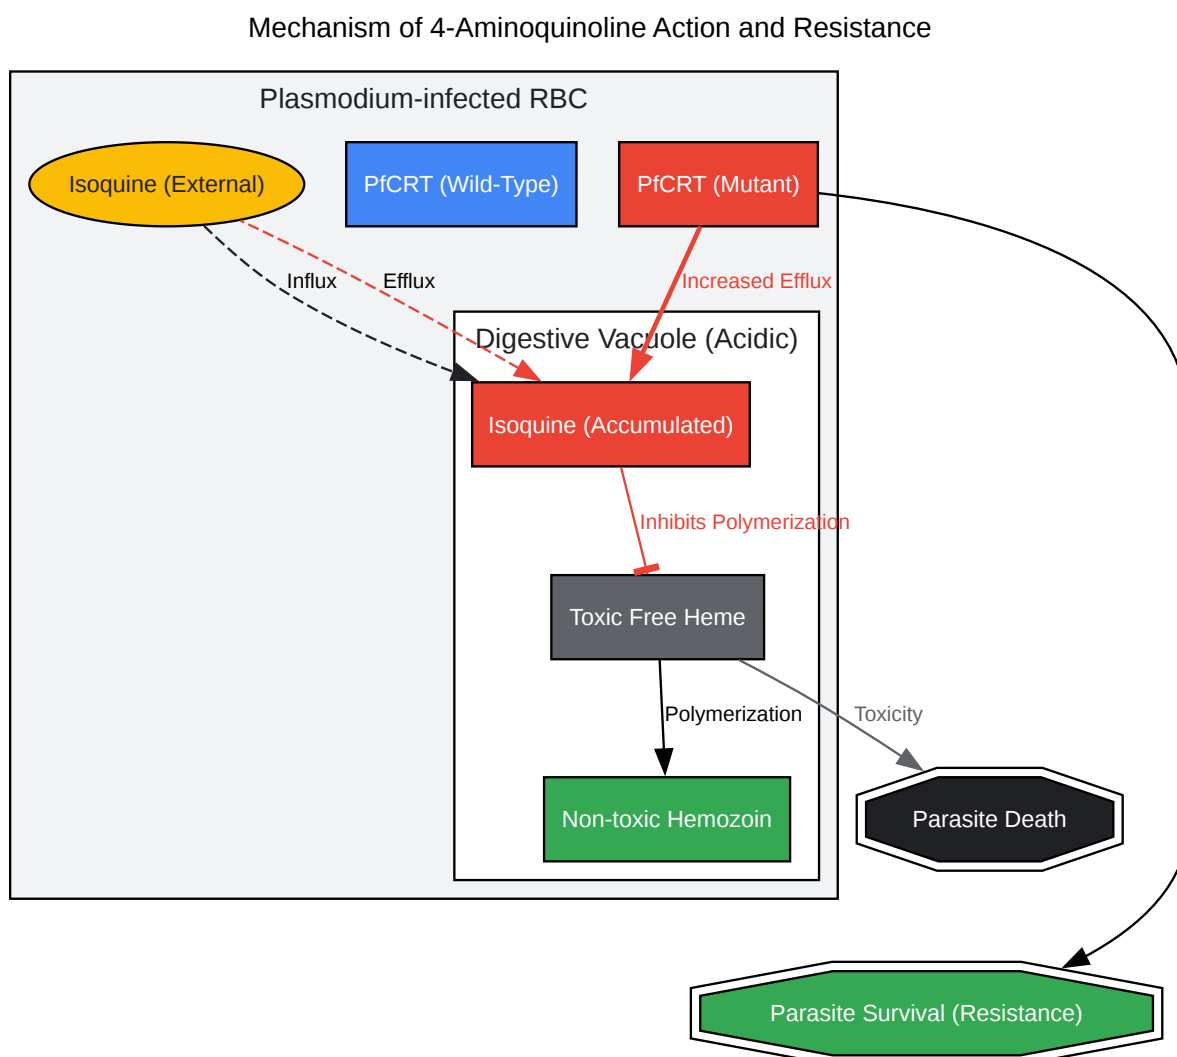 Mechanism of 4-Aminoquinoline Action and Resistance
Plasmodium-infected RBC
Isoquine (External)
PfCRT (Wild-Type)
PfCRT (Mutant)
Influx
Efflux
Increased Efflux
Digestive Vacuole (Acidic)
Isoquine (Accumulated)
Inhibits Polymerization
Toxic Free Heme
Polymerization
Toxicity
Non-toxic Hemozoin
Parasite Death
Parasite Survival (Resistance)